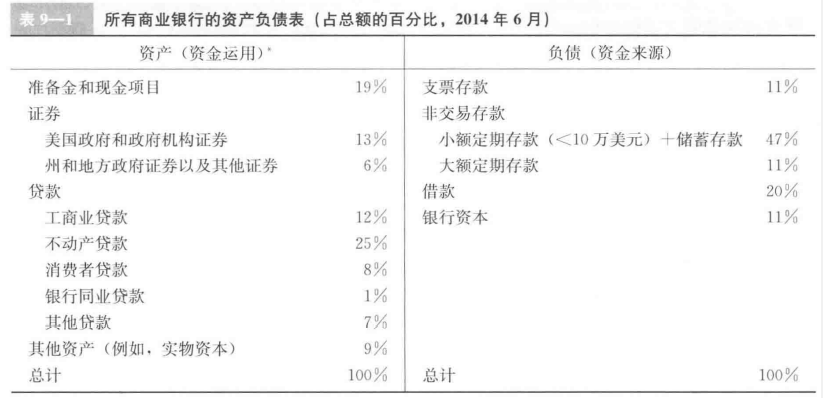 表 9—1 所有商业银行的资产负债表（占总额的百分比，2014 年 6 月）
资产（资金运用）* 负债（资金来源）
准备金和现金项目 19% 支票存款 11%
证券 非交易存款
美国政府和政府机构证券 13% 小额定期存款（＜10 万美元）＋储蓄存款 47%
州和地方政府证券以及其他证券 6% 大额定期存款 11%
贷款 借款 20%
工商业贷款 12% 银行资本 11%
不动产贷款 25%
消费者贷款 8%
银行同业贷款 1%
其他贷款 7%
其他资产（例如，实物资本） 9%
总计 100% 总计 100%